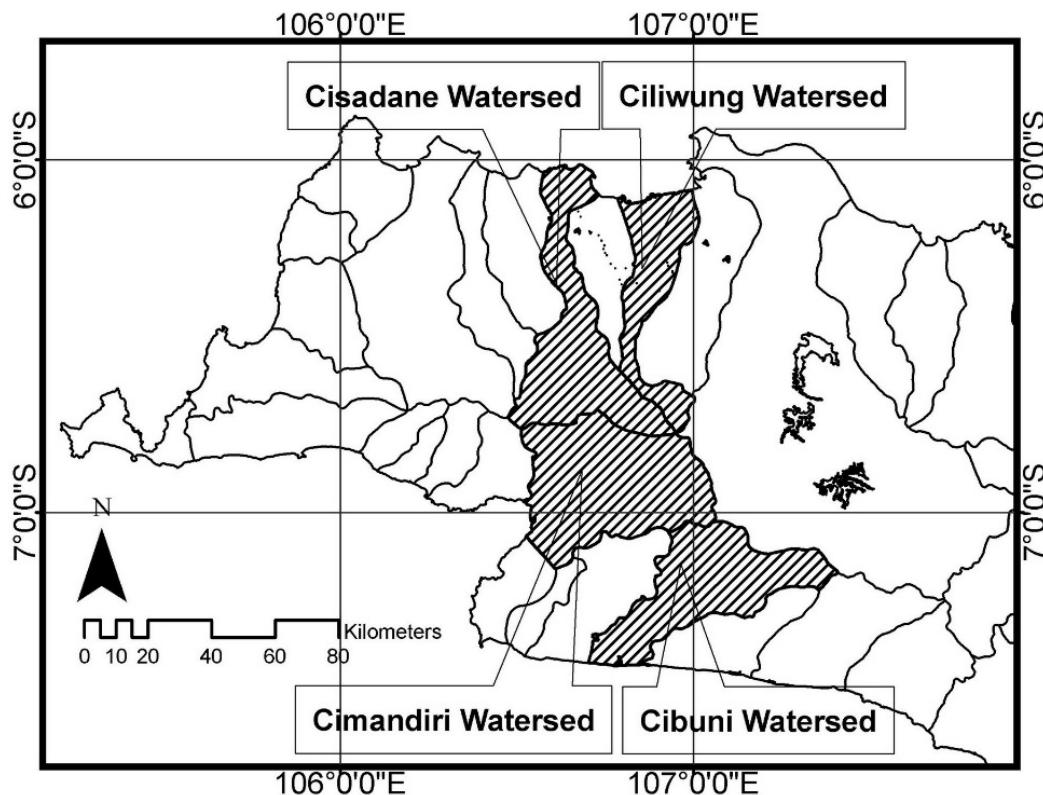 106°0'0"E 107°0'0"E
Cisadane Watersed Ciliwung Watersed
6°0'0"S 6°0'0"S
7°0'0"S 7°0'0"S
N
Kilometers
0 10 20 40 60 80
Cimandiri Watersed Cibuni Watersed
106°0'0"E 107°0'0"E